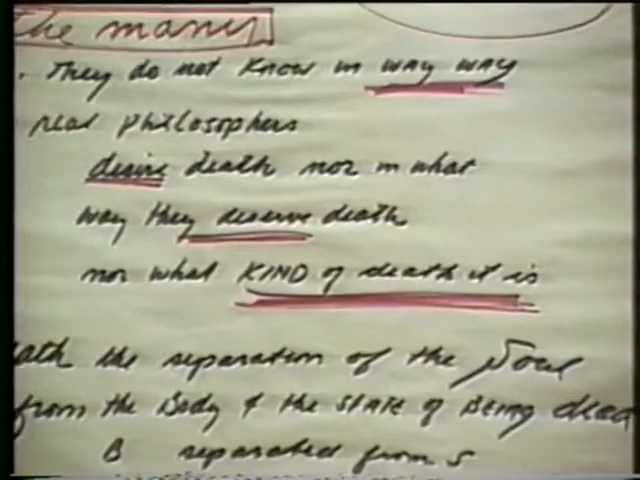 the many
. They do not know in way way
real philosophers
desire death nor in what
way they deserve death
nor what KIND of death it is
ath the separation of the Soul
from the Body & the STATE of Being dead
B separated from S